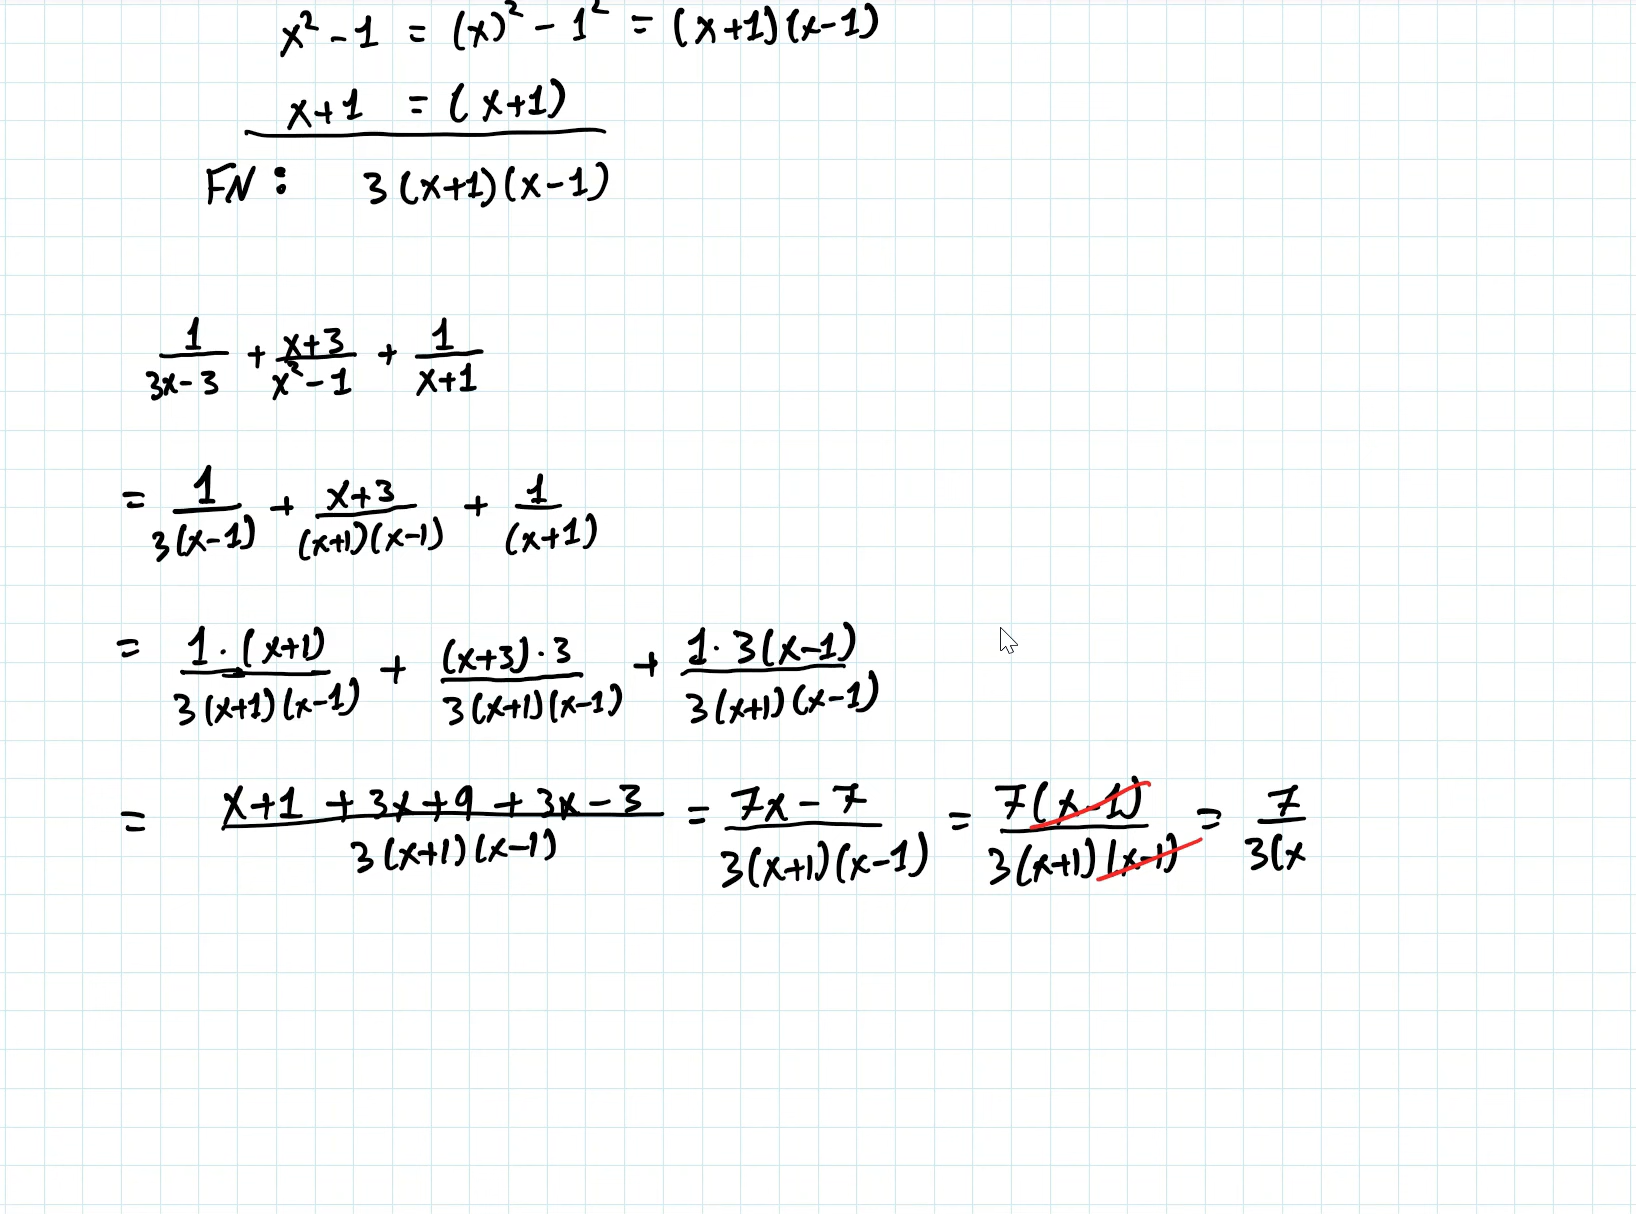 x² - 1 = (x)² - 1² = (x+1)(x-1)
x+1 = (x+1)
FN: 3(x+1)(x-1)
1/(3x-3) + (x+3)/(x²-1) + 1/(x+1)
= 1/(3(x-1)) + (x+3)/((x+1)(x-1)) + 1/((x+1))
= (1·(x+1))/(3(x+1)(x-1)) + ((x+3)·3)/(3(x+1)(x-1)) + (1·3(x-1))/(3(x+1)(x-1))
= (x+1+3x+9+3x-3)/(3(x+1)(x-1)) = (7x-7)/(3(x+1)(x-1)) = (7(x-1))/(3(x+1)(x-1)) = 7/(3(x